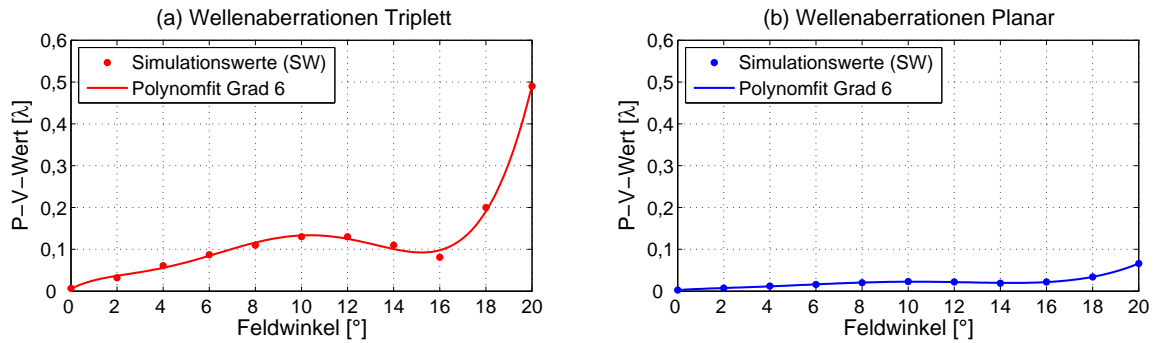 (a) Wellenaberrationen Triplett
0,6
0,5
0,4
0,3
0,2
0,1
0
P−V−Wert [λ]
Simulationswerte (SW)
Polynomfit Grad 6
0 2 4 6 8 10 12 14 16 18 20
Feldwinkel [°]
(b) Wellenaberrationen Planar
0,6
0,5
0,4
0,3
0,2
0,1
0
P−V−Wert [λ]
Simulationswerte (SW)
Polynomfit Grad 6
0 2 4 6 8 10 12 14 16 18 20
Feldwinkel [°]